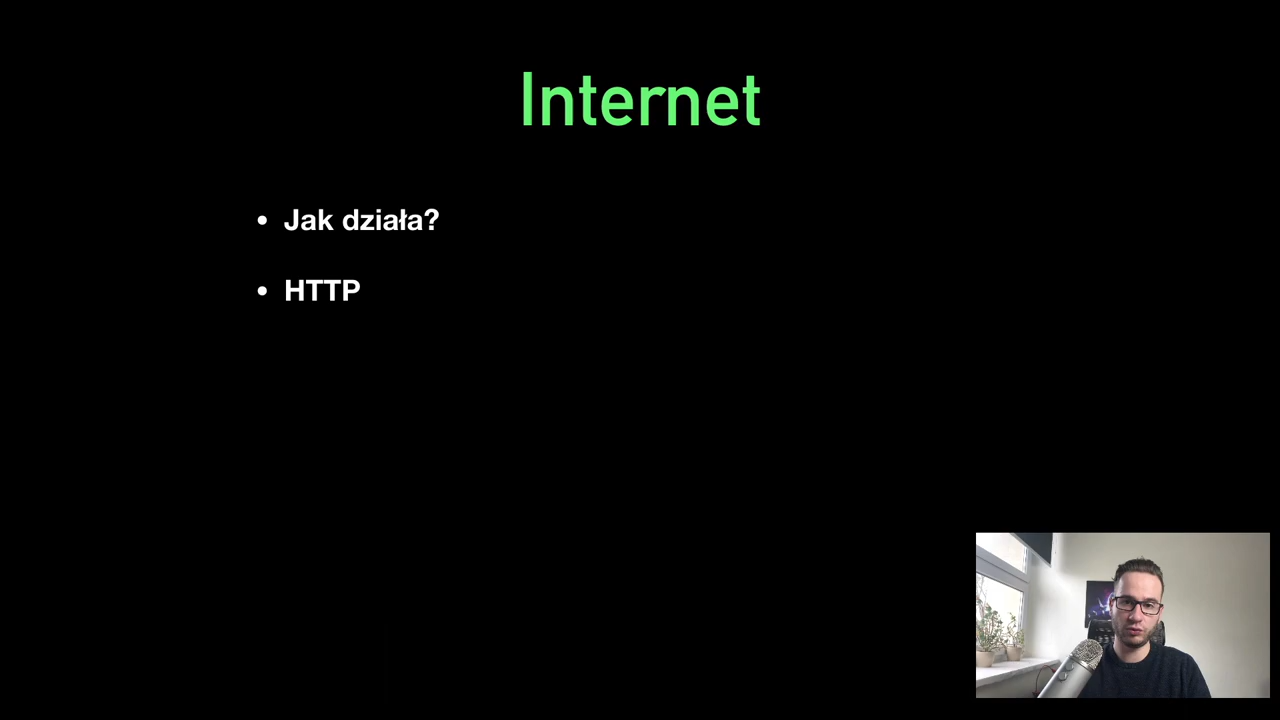 Internet
• Jak działa?
• HTTP